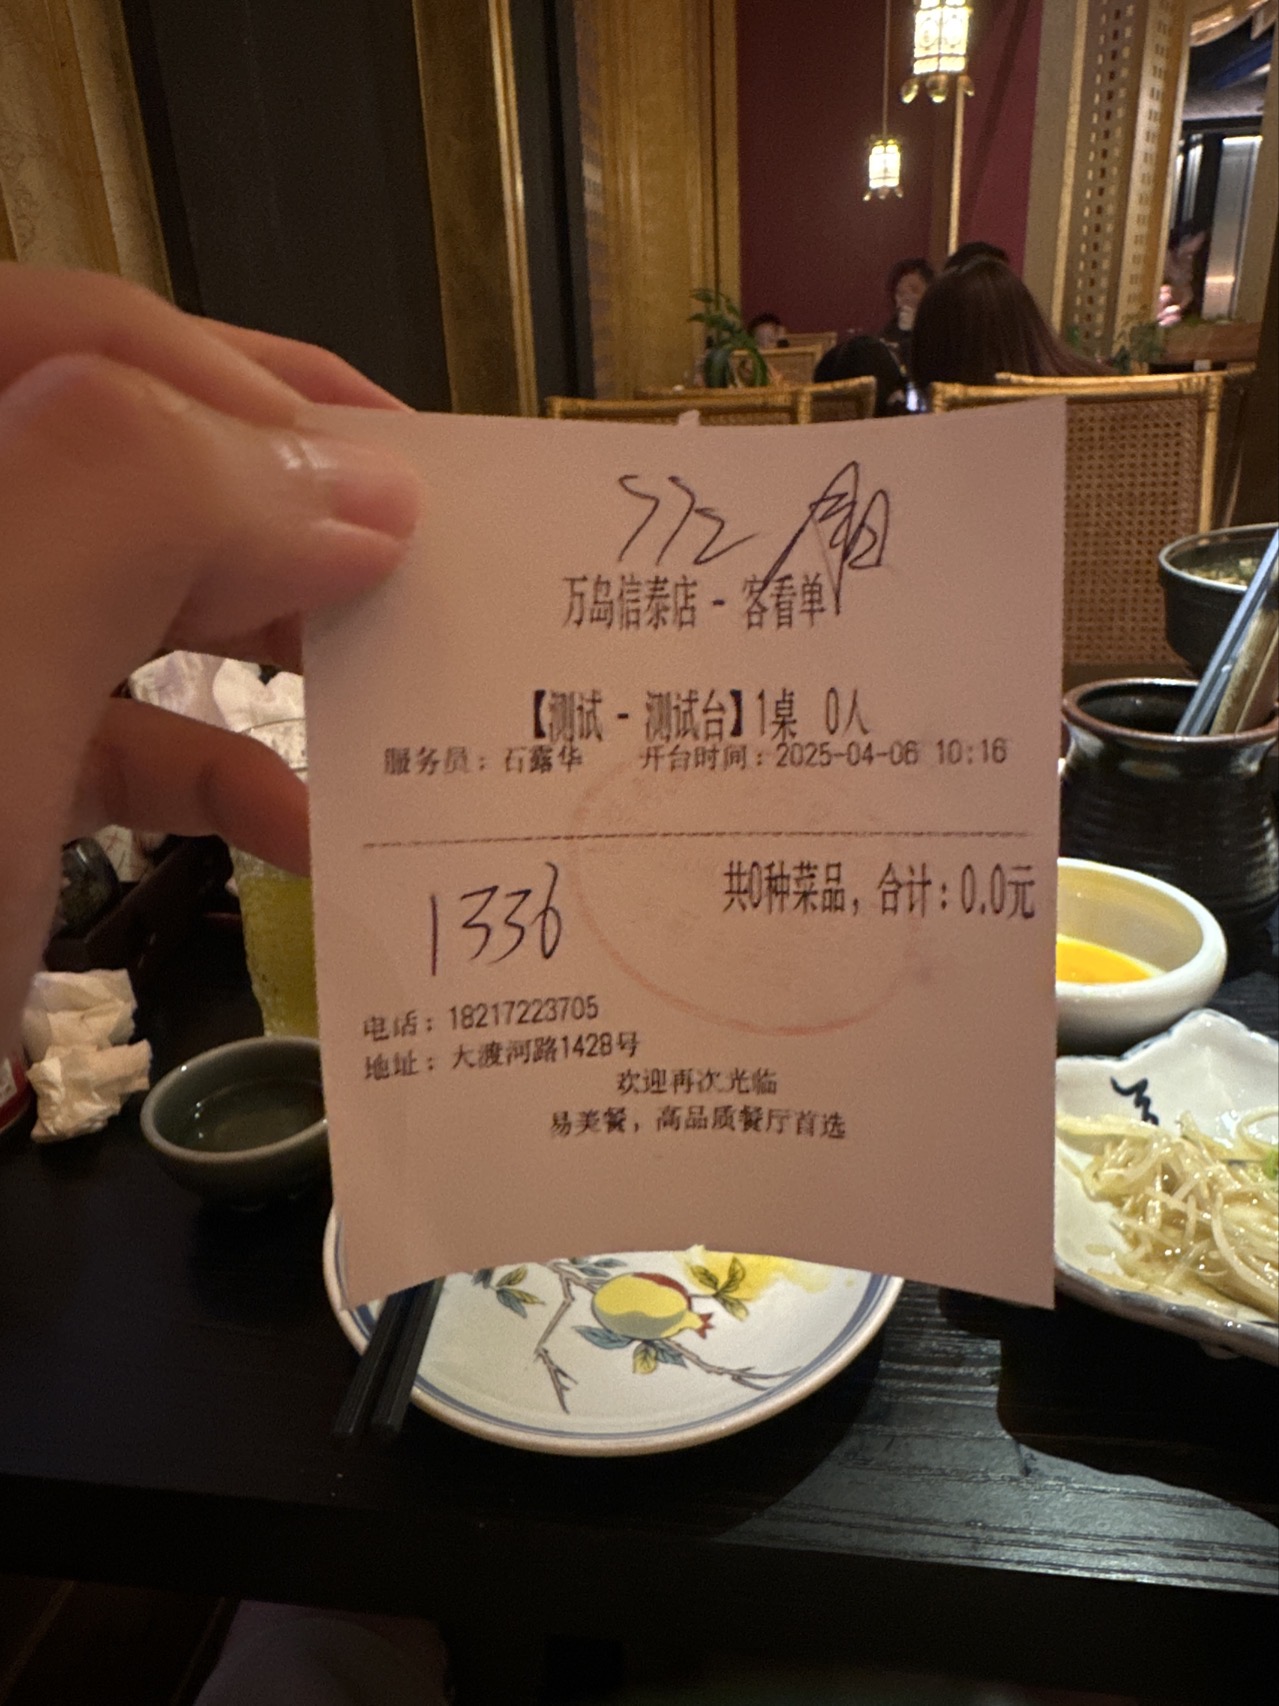 万岛信泰店 - 客看单
【测试 - 测试台】1桌 0人
服务员：石露华 开台时间：2025-04-06 10:16
共0种菜品，合计：0.0元
1336
电话：18217223705
地址：大渡河路1428号
欢迎再次光临
易美餐，高品质餐厅首选